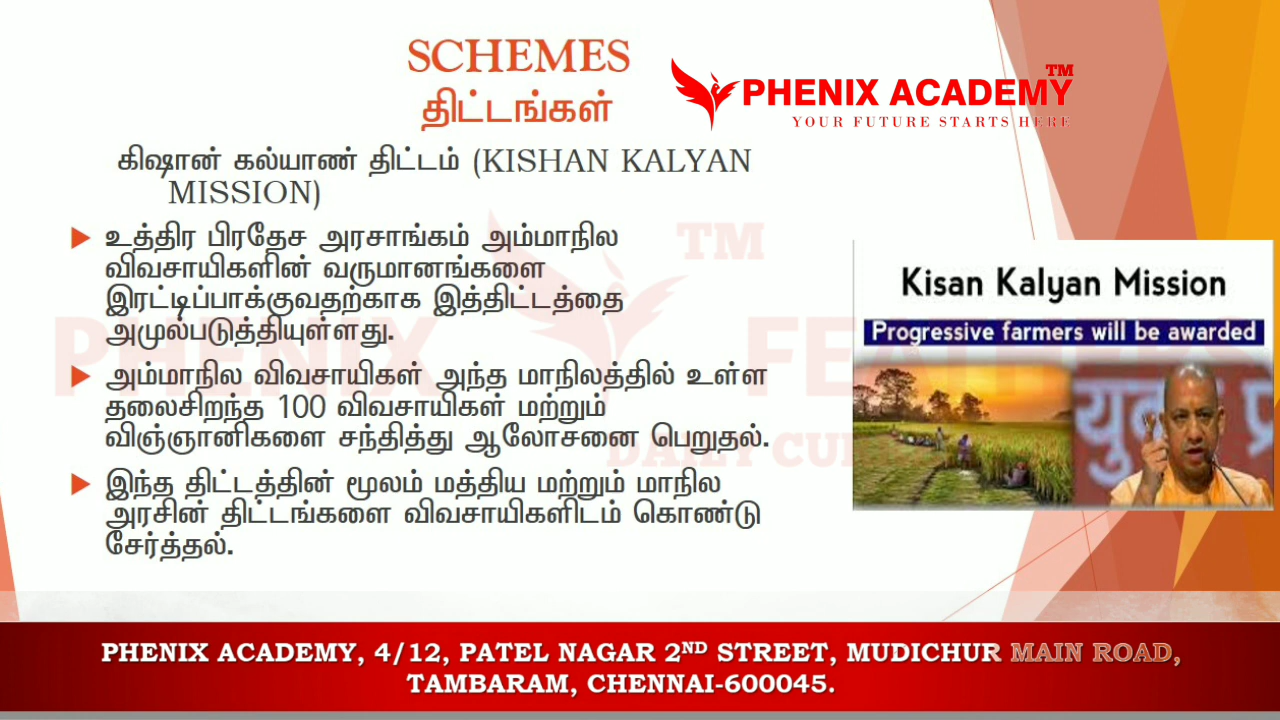 SCHEMES
திட்டங்கள்
PHENIX ACADEMY™
YOUR FUTURE STARTS HERE
கிஷான் கல்யாண் திட்டம் (KISHAN KALYAN
MISSION)
உத்திர பிரதேச அரசாங்கம் அம்மாநில
விவசாயிகளின் வருமானங்களை
இரட்டிப்பாக்குவதற்காக இத்திட்டத்தை
அமுல்படுத்தியுள்ளது.
அம்மாநில விவசாயிகள் அந்த மாநிலத்தில் உள்ள
தலைசிறந்த 100 விவசாயிகள் மற்றும்
விஞ்ஞானிகளை சந்தித்து ஆலோசனை பெறுதல்.
இந்த திட்டத்தின் மூலம் மத்திய மற்றும் மாநில
அரசின் திட்டங்களை விவசாயிகளிடம் கொண்டு
சேர்த்தல்.
Kisan Kalyan Mission
Progressive farmers will be awarded
PHENIX
TM
DAILY
PHENIX ACADEMY, 4/12, PATEL NAGAR 2ND STREET, MUDICHUR MAIN ROAD,
TAMBARAM, CHENNAI-600045.